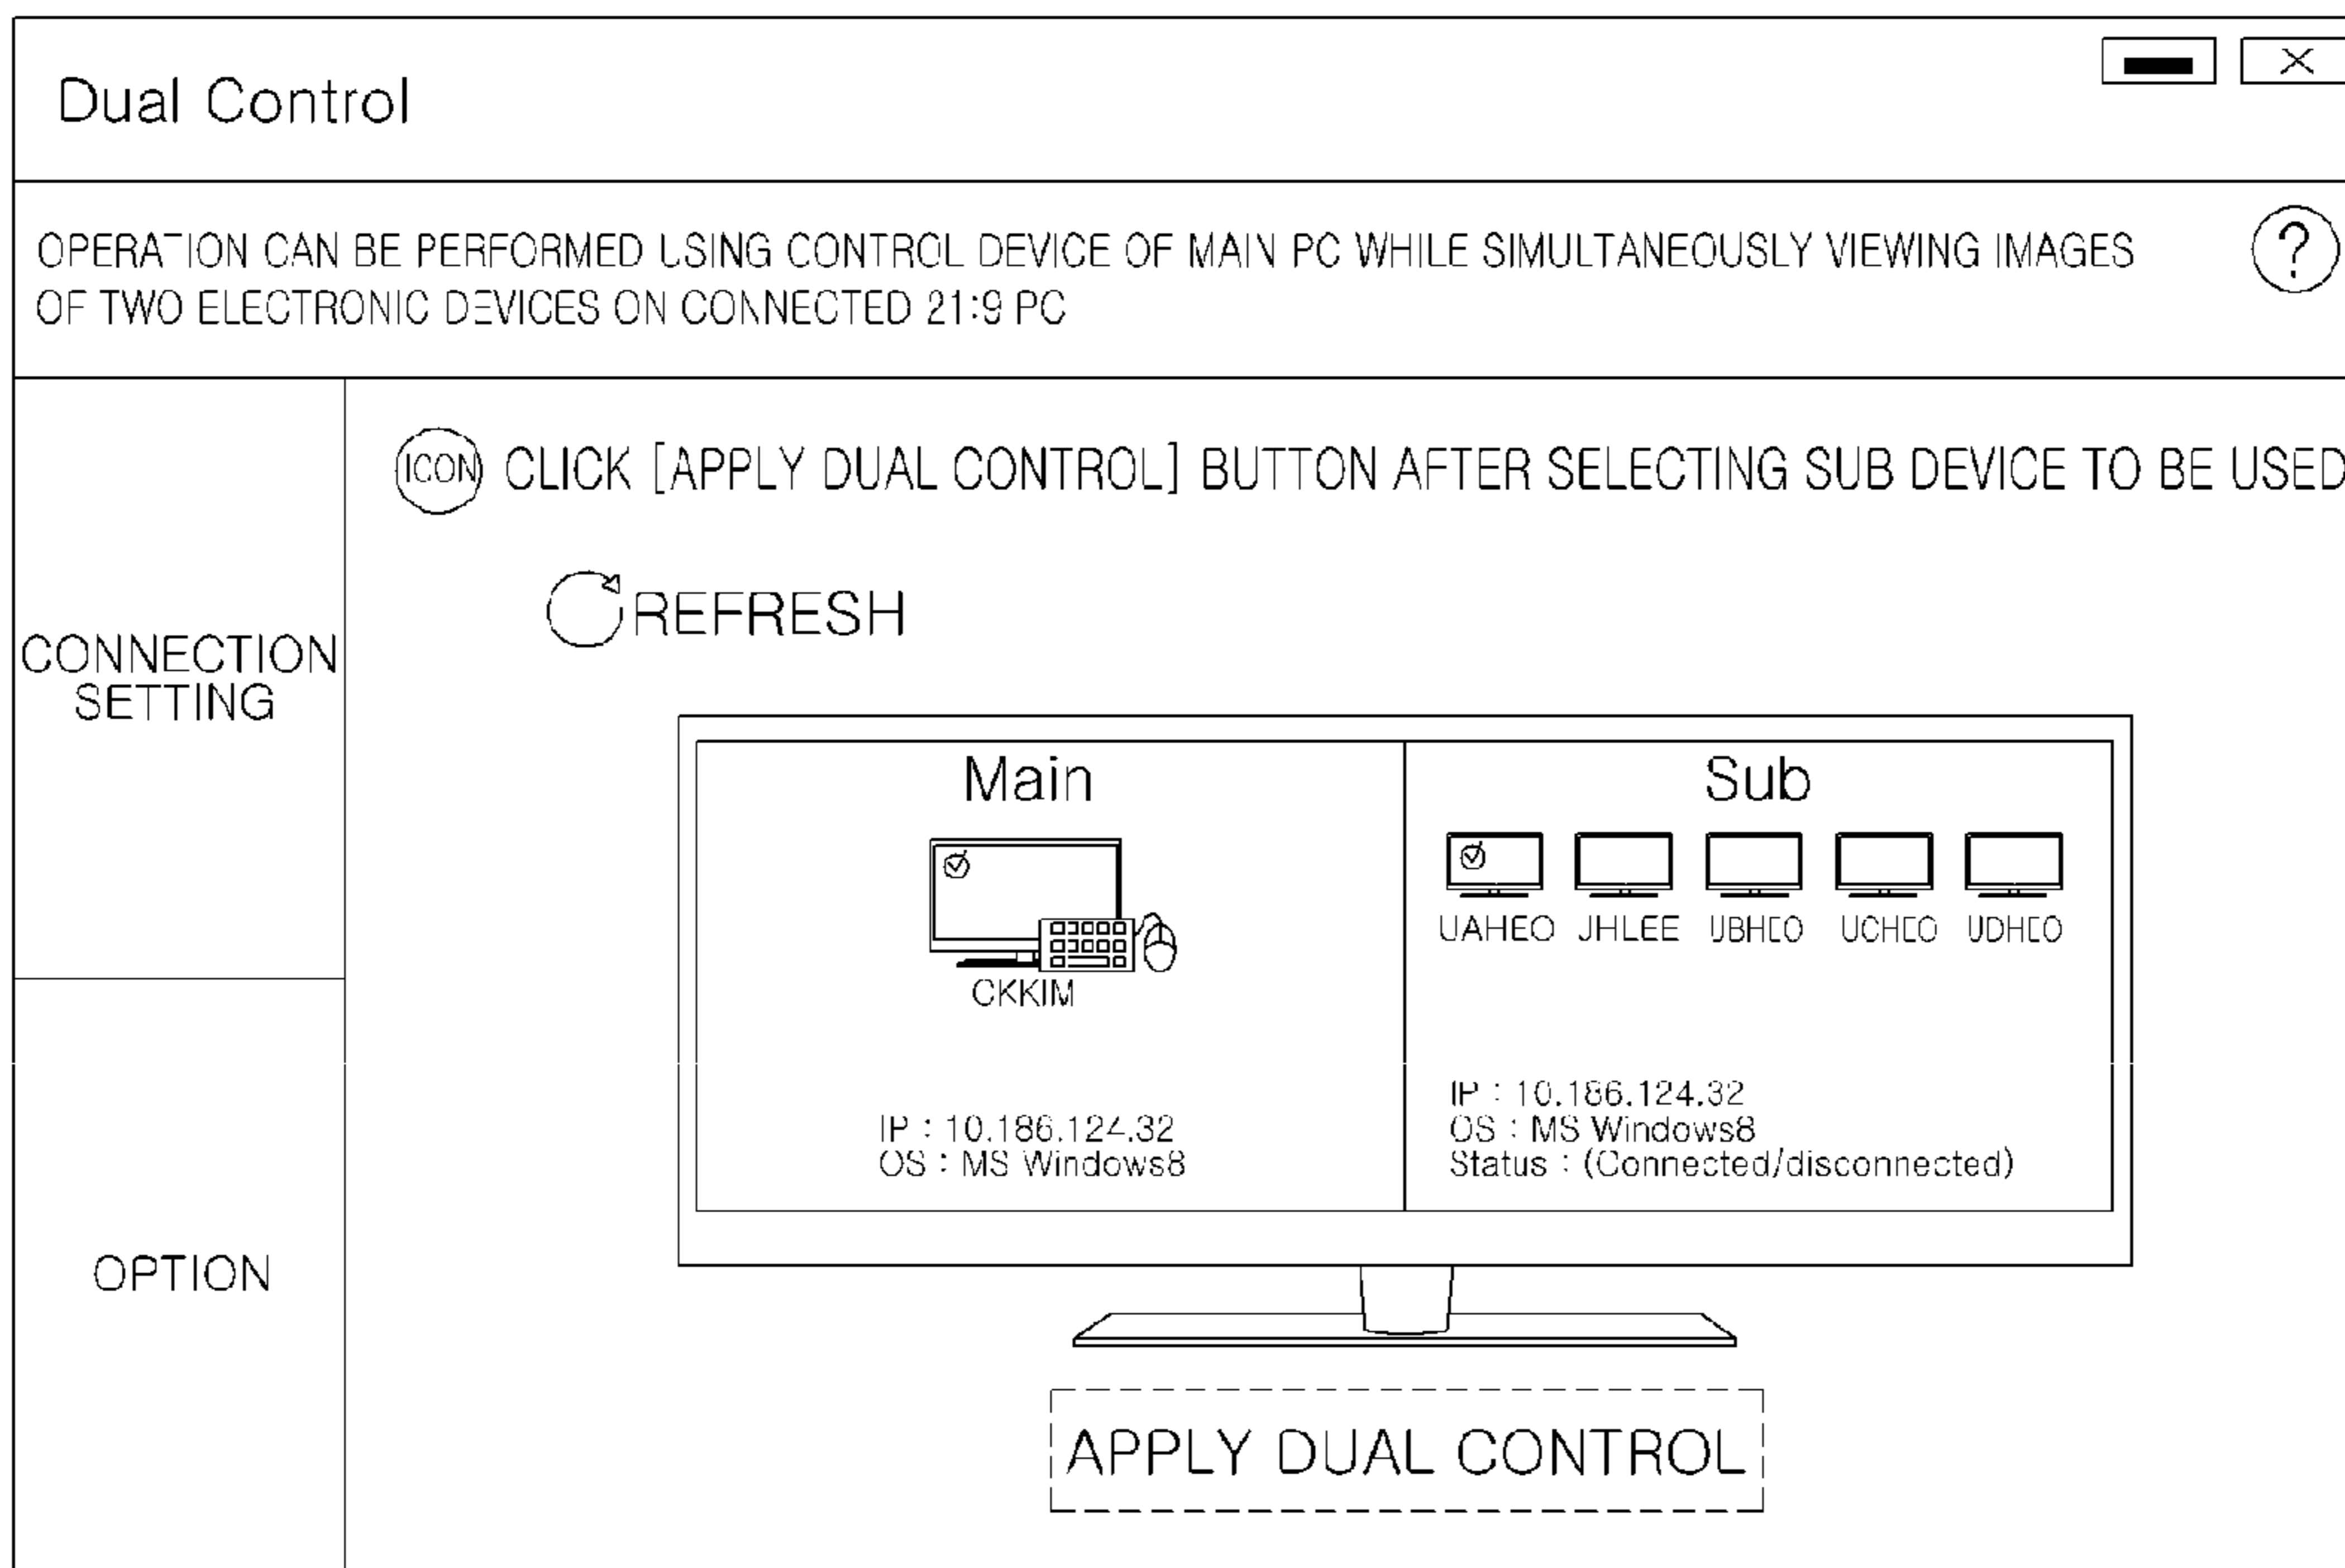 Dual Control
OPERATION CAN BE PERFORMED USING CONTROL DEVICE OF MAIN PC WHILE SIMULTANEOUSLY VIEWING IMAGES
OF TWO ELECTRONIC DEVICES ON CONNECTED 21:9 PC
?
ICON CLICK [APPLY DUAL CONTROL] BUTTON AFTER SELECTING SUB DEVICE TO BE USED
REFRESH
CONNECTION
SETTING
OPTION
Main
CKKIM
IP : 10.186.124.32
OS : MS Windows8
Sub
UAHEO JHLEE UBHEO UCHEO UDHEO
IP : 10.186.124.32
OS : MS Windows8
Status : (Connected/disconnected)
APPLY DUAL CONTROL